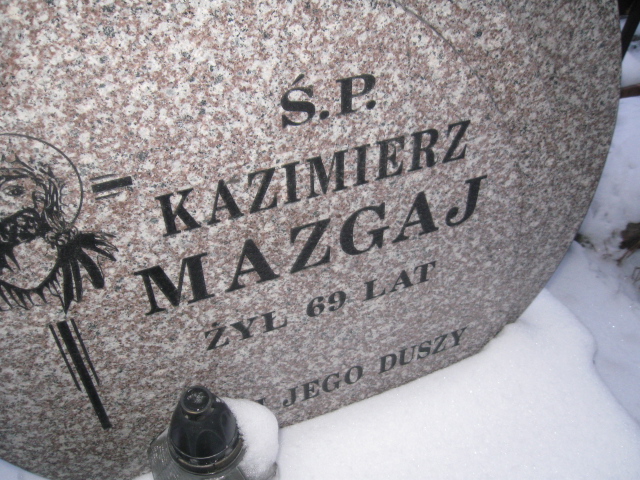 Ś.P.
KAZIMIERZ
MAZGAJ
ŻYŁ 69 LAT
JEGO DUSZY